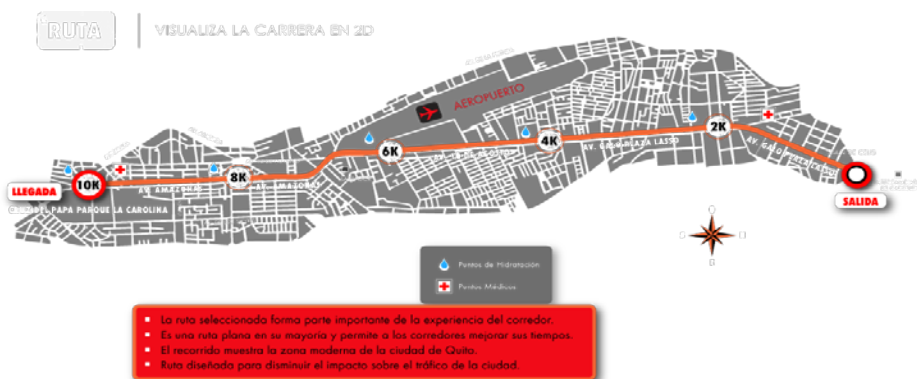 RUTA
VISUALIZA LA CARRERA EN 2D
AEROPUERTO
2K
4K
6K
8K
10K
AV. GALO PLAZA LASSO
AV. AMAZONAS
AV. AMAZONAS
LLEGADA
DEL PAPA PARQUE LA CAROLINA
SALIDA
Puntos de Hidratación
Puntos Médicos
La ruta seleccionada forma parte importante de la experiencia del corredor.
Es una ruta plana en su mayoría y permite a los corredores mejorar sus tiempos.
El recorrido muestra la zona moderna de la ciudad de Quito.
Ruta diseñada para disminuir el impacto sobre el tráfico de la ciudad.